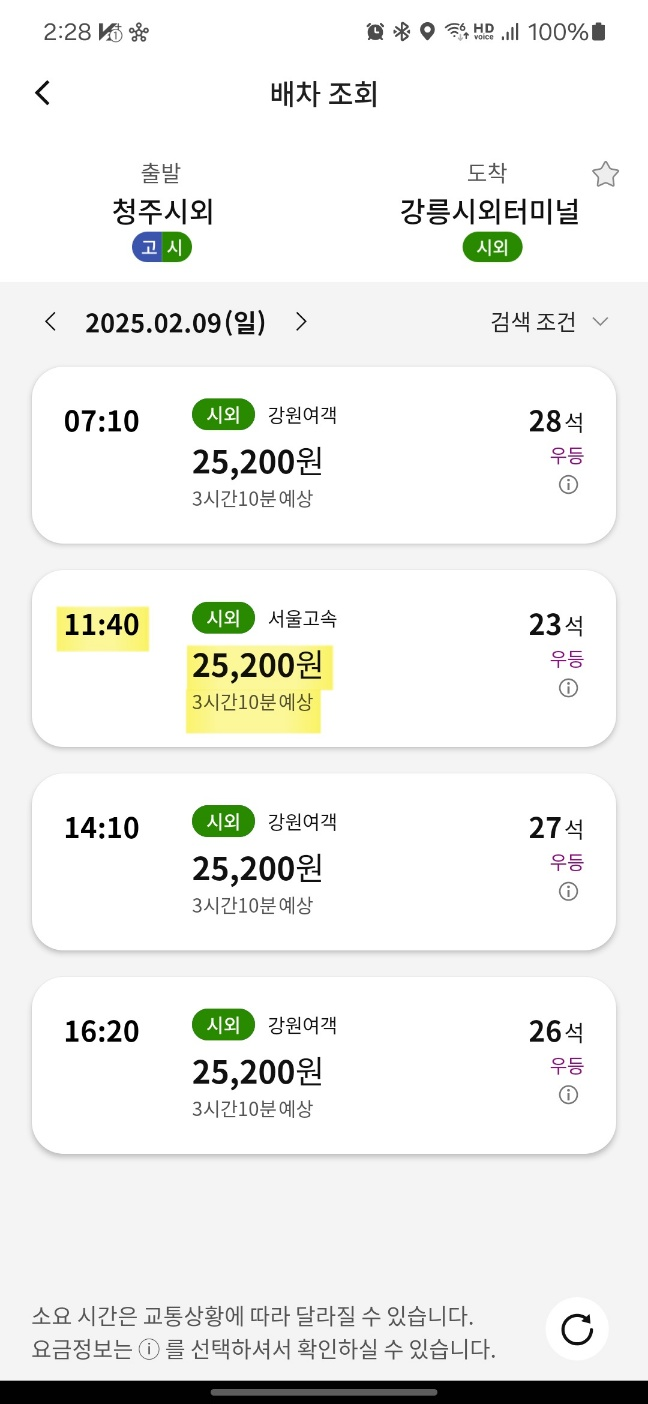 2:28
HD voice
100%
배차 조회
출발
도착
청주시외
강릉시외터미널
고 시
시외
2025.02.09(일)
검색 조건
07:10
시외 강원여객
28석
25,200원
우등
3시간10분예상
11:40
시외 서울고속
23석
25,200원
우등
3시간10분예상
14:10
시외 강원여객
27석
25,200원
우등
3시간10분예상
16:20
시외 강원여객
26석
25,200원
우등
3시간10분예상
소요 시간은 교통상황에 따라 달라질 수 있습니다.
요금정보는 ⓘ 를 선택하셔서 확인하실 수 있습니다.